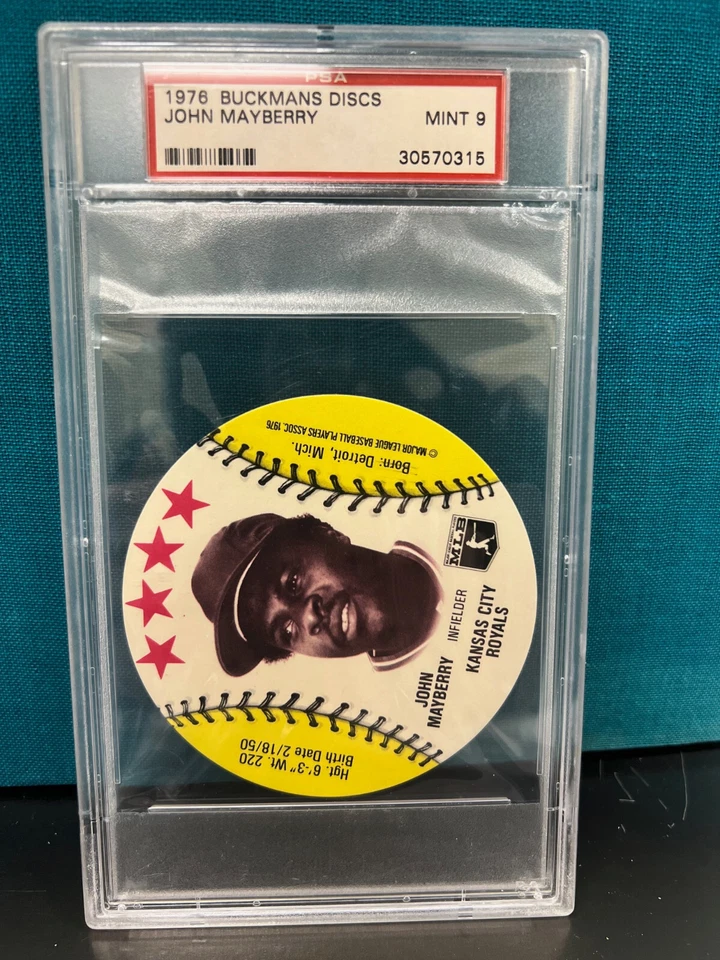 PSA
1976 BUCKMANS DISCS
JOHN MAYBERRY
MINT 9
30570315
© MAJOR LEAGUE BASEBALL PLAYERS ASSOC. 1976
Born: Detroit, Mich.
MLB
JOHN
MAYBERRY
INFIELDER
KANSAS CITY
ROYALS
Hgt. 6'-3" Wt. 220
Birth Date 2/18/50